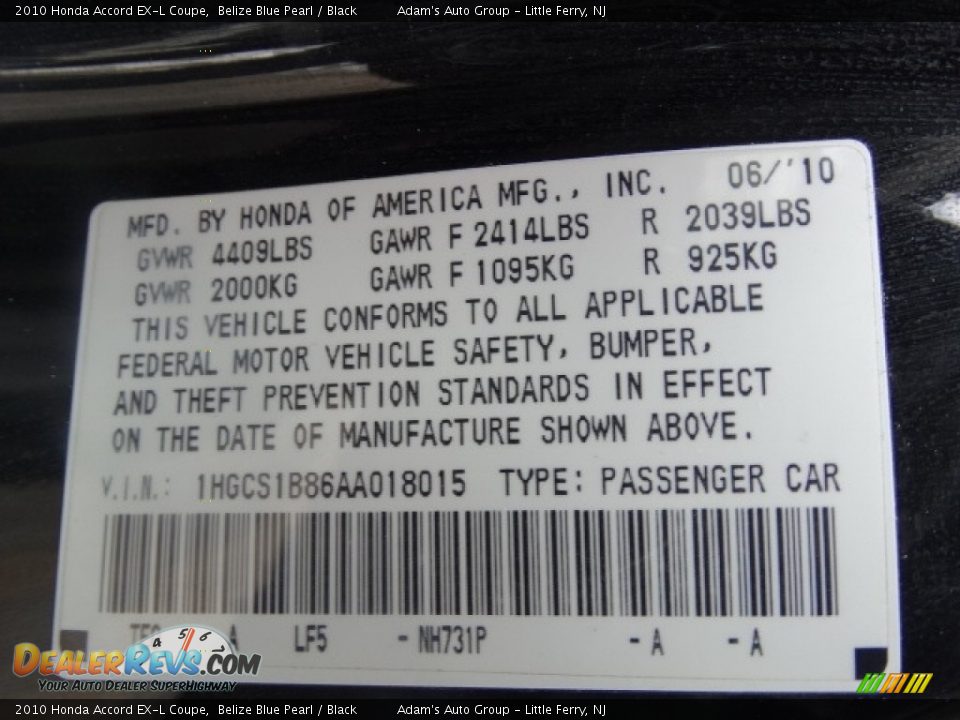 2010 Honda Accord EX-L Coupe, Belize Blue Pearl / Black Adam's Auto Group - Little Ferry, NJ
MFD. BY HONDA OF AMERICA MFG., INC. 06/'10
GVWR 4409LBS GAWR F 2414LBS R 2039LBS
GVWR 2000KG GAWR F 1095KG R 925KG
THIS VEHICLE CONFORMS TO ALL APPLICABLE
FEDERAL MOTOR VEHICLE SAFETY, BUMPER,
AND THEFT PREVENTION STANDARDS IN EFFECT
ON THE DATE OF MANUFACTURE SHOWN ABOVE.
V.I.N.: 1HGCS1B86AA018015 TYPE: PASSENGER CAR
A LF5 - NH731P - A - A
4 5 6
DEALERREVS.COM
YOUR AUTO DEALER SUPERHIGHWAY
2010 Honda Accord EX-L Coupe, Belize Blue Pearl / Black Adam's Auto Group - Little Ferry, NJ